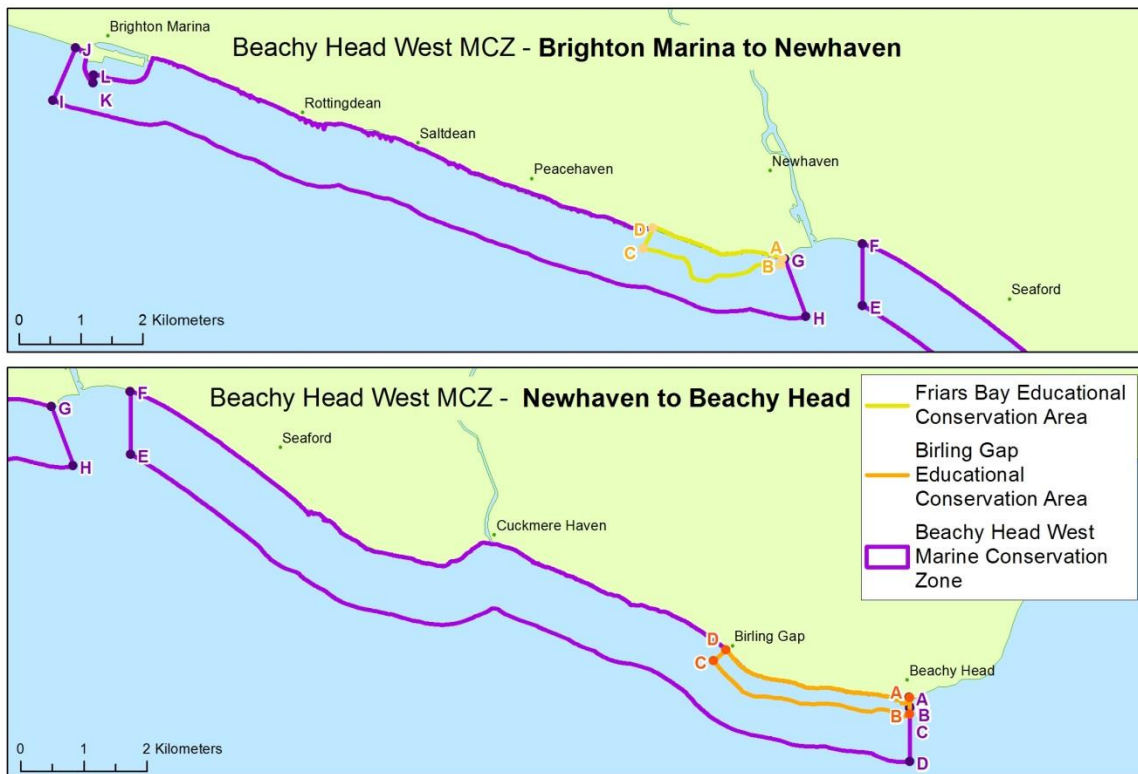 Beachy Head West MCZ - Brighton Marina to Newhaven
Brighton Marina
J
L
K
I
Rottingdean
Saltdean
Peacehaven
Newhaven
D
C
A
B
G
H
F
E
Seaford
0 1 2 Kilometers
Beachy Head West MCZ - Newhaven to Beachy Head
G
H
F
E
Seaford
Cuckmere Haven
D
C
Birling Gap
Beachy Head
A
A
B
B
C
D
0 1 2 Kilometers
Friars Bay Educational
Conservation Area
Birling Gap
Educational
Conservation Area
Beachy Head West
Marine Conservation
Zone